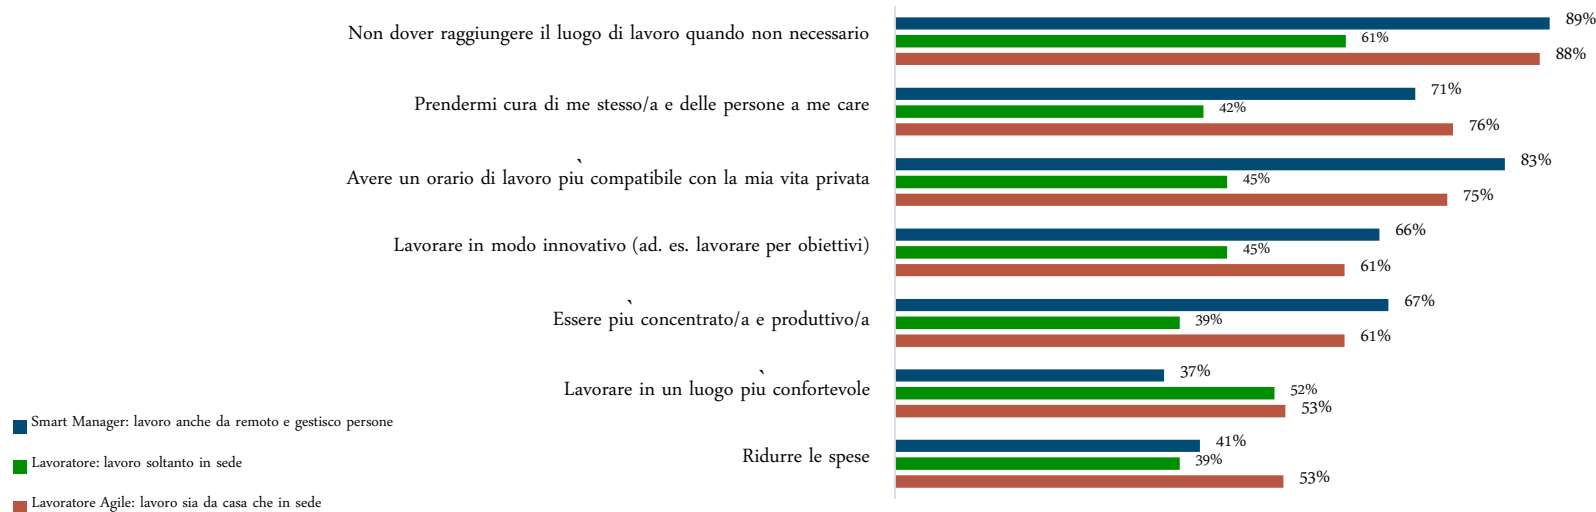 Non dover raggiungere il luogo di lavoro quando non necessario
89%
61%
88%
Prendermi cura di me stesso/a e delle persone a me care
71%
42%
76%
Avere un orario di lavoro più compatibile con la mia vita privata
83%
45%
75%
Lavorare in modo innovativo (ad. es. lavorare per obiettivi)
66%
45%
61%
Essere più concentrato/a e produttivo/a
67%
39%
61%
Lavorare in un luogo più confortevole
37%
52%
53%
Ridurre le spese
41%
39%
53%
Smart Manager: lavoro anche da remoto e gestisco persone
Lavoratore: lavoro soltanto in sede
Lavoratore Agile: lavoro sia da casa che in sede